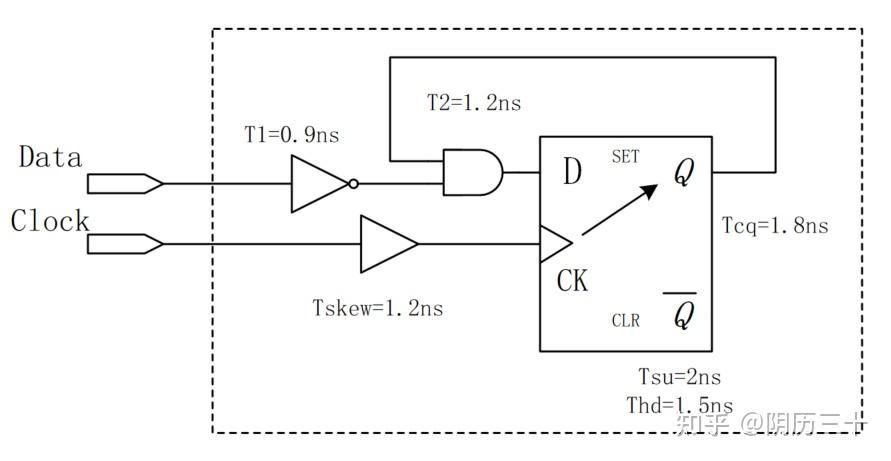 T2=1.2ns
T1=0.9ns
Data
Clock
D
SET
Q
Tcq=1.8ns
CK
Tskew=1.2ns
CLR
Q
Tsu=2ns
Thd=1.5ns
知乎 @阴历三十